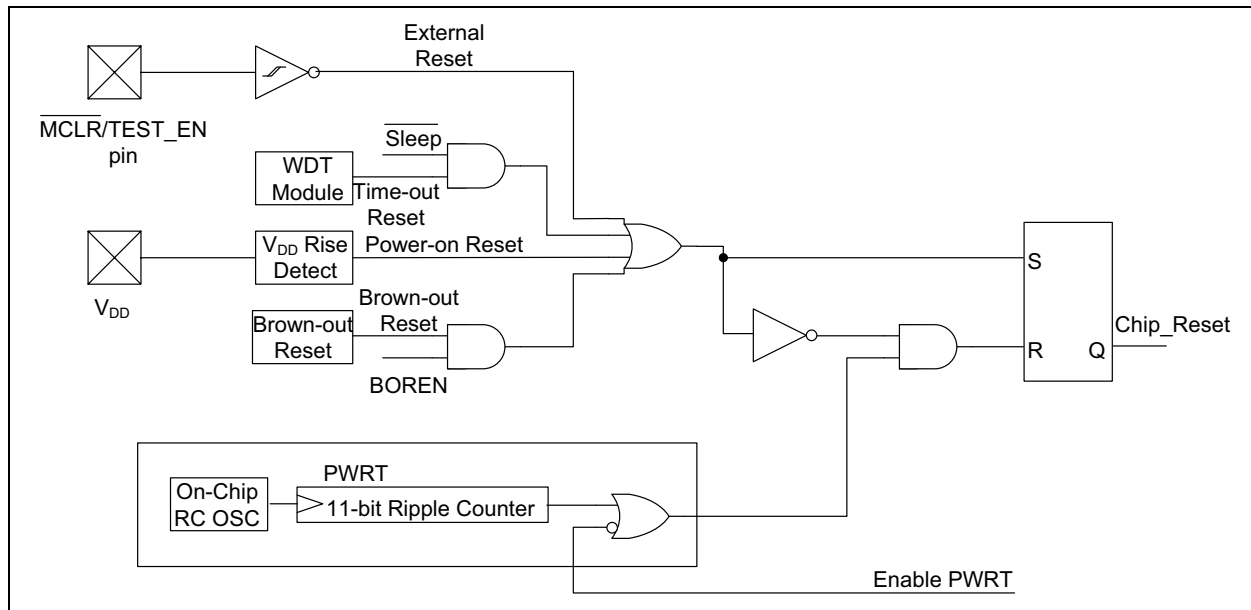 External
Reset
MCLR/TEST_EN
pin
Sleep
WDT
Module
Time-out
Reset
VDD Rise
Detect
Power-on Reset
VDD
Brown-out
Reset
Brown-out
Reset
BOREN
S
R
Q
Chip_Reset
PWRT
On-Chip
RC OSC
11-bit Ripple Counter
Enable PWRT